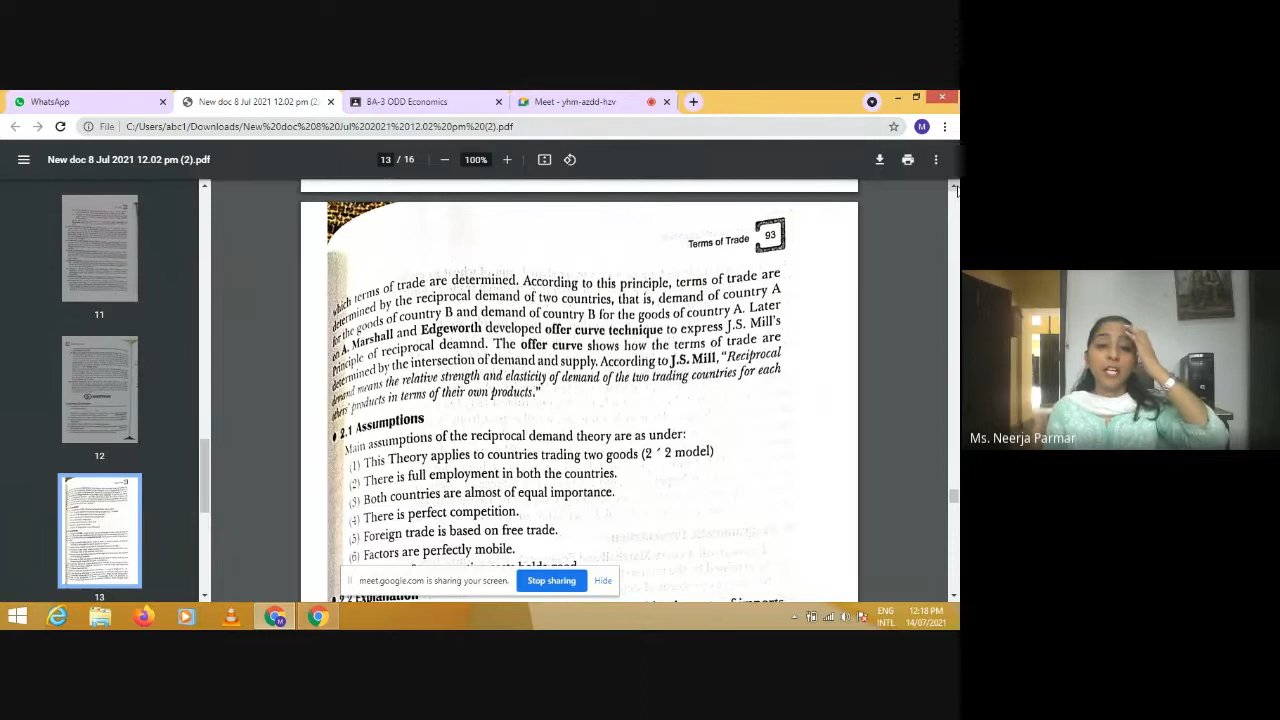 WhatsApp
New doc 8 Jul 2021 12.02 pm (2)
BA-3 ODD Economics
Meet - yhm-azdd-hzv
File
C:/Users/abc1/Downloads/New%20doc%208%20Jul%202021%2012.02%20pm%20(2).pdf
M
New doc 8 Jul 2021 12.02 pm (2).pdf
13 / 16
100%
11
12
13
Terms of Trade 93
which terms of trade are determined. According to this principle, terms of trade are
determined by the reciprocal demand of two countries, that is, demand of country A
for the goods of country B and demand of country B for the goods of country A. Later
on A. Marshall and Edgeworth developed offer curve technique to express J.S. Mill's
principle of reciprocal deamnd. The offer curve shows how the terms of trade are
determined by the intersection of demand and supply. According to J.S. Mill, "Reciprocal
demand means the relative strength and elasticity of demand of the two trading countries for each
others' products in terms of their own products."
2.1 Assumptions
Main assumptions of the reciprocal demand theory are as under:
(1) This Theory applies to countries trading two goods (2 ´ 2 model)
(2) There is full employment in both the countries.
(3) Both countries are almost of equal importance.
(4) There is perfect competition.
(5) Foreign trade is based on free trade.
(6) Factors are perfectly mobile.
meet.google.com is sharing your screen.
Stop sharing
Hide
2.2 Explanation
of imports
ENG
INTL
12:18 PM
14/07/2021
Ms. Neerja Parmar